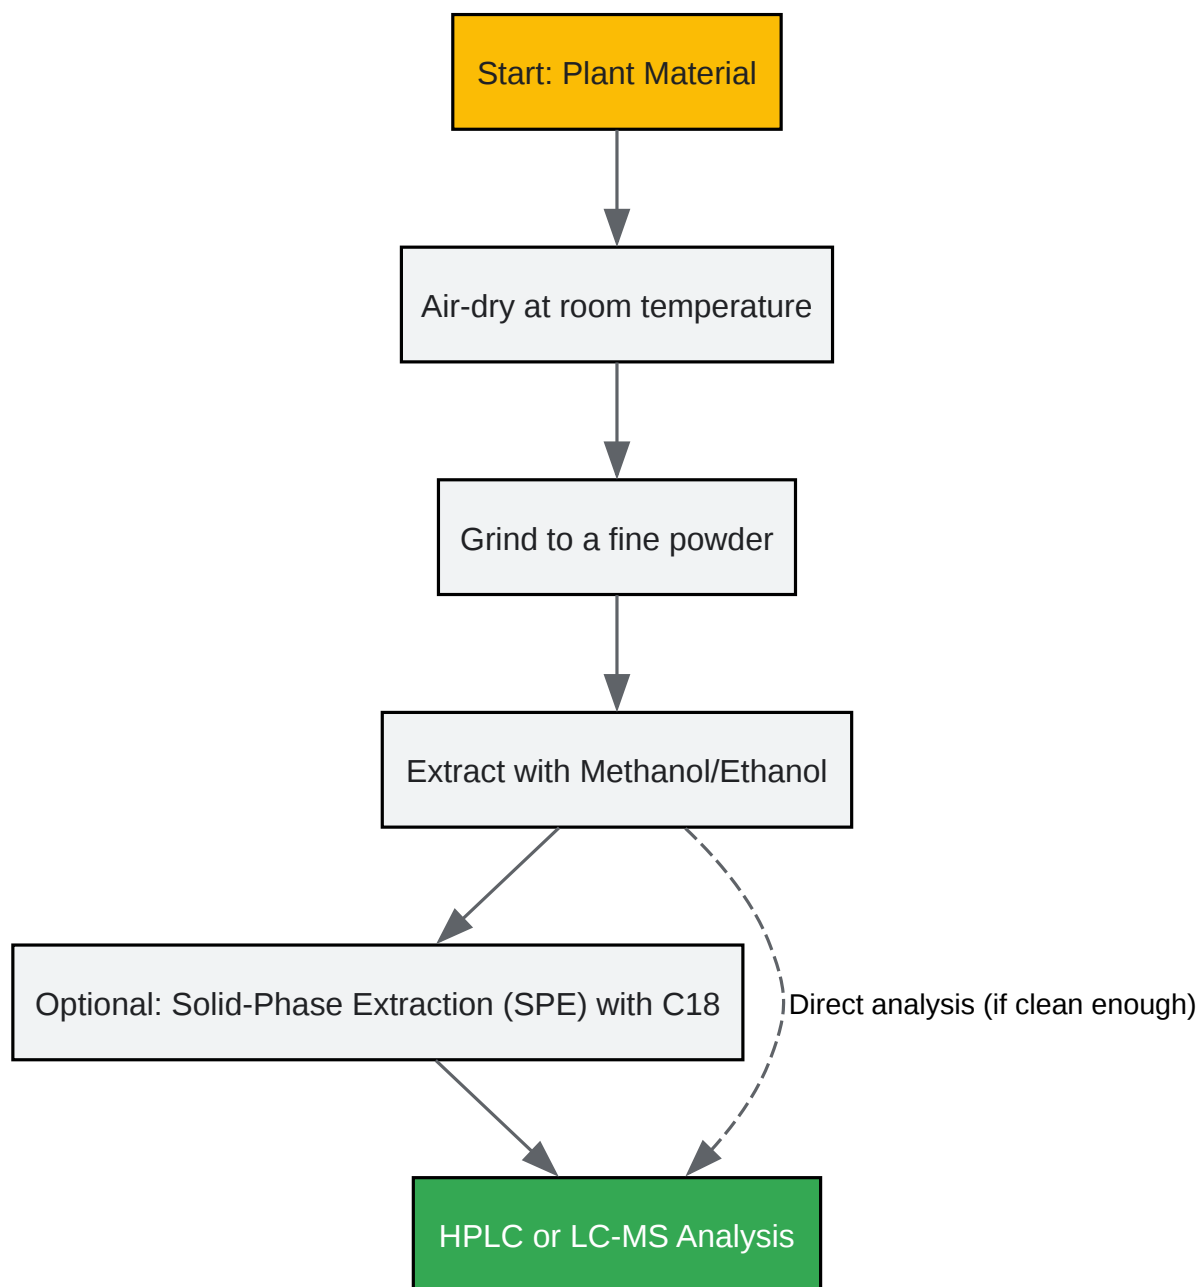 Start: Plant Material
Air-dry at room temperature
Grind to a fine powder
Extract with Methanol/Ethanol
Optional: Solid-Phase Extraction (SPE) with C18
Direct analysis (if clean enough)
HPLC or LC-MS Analysis